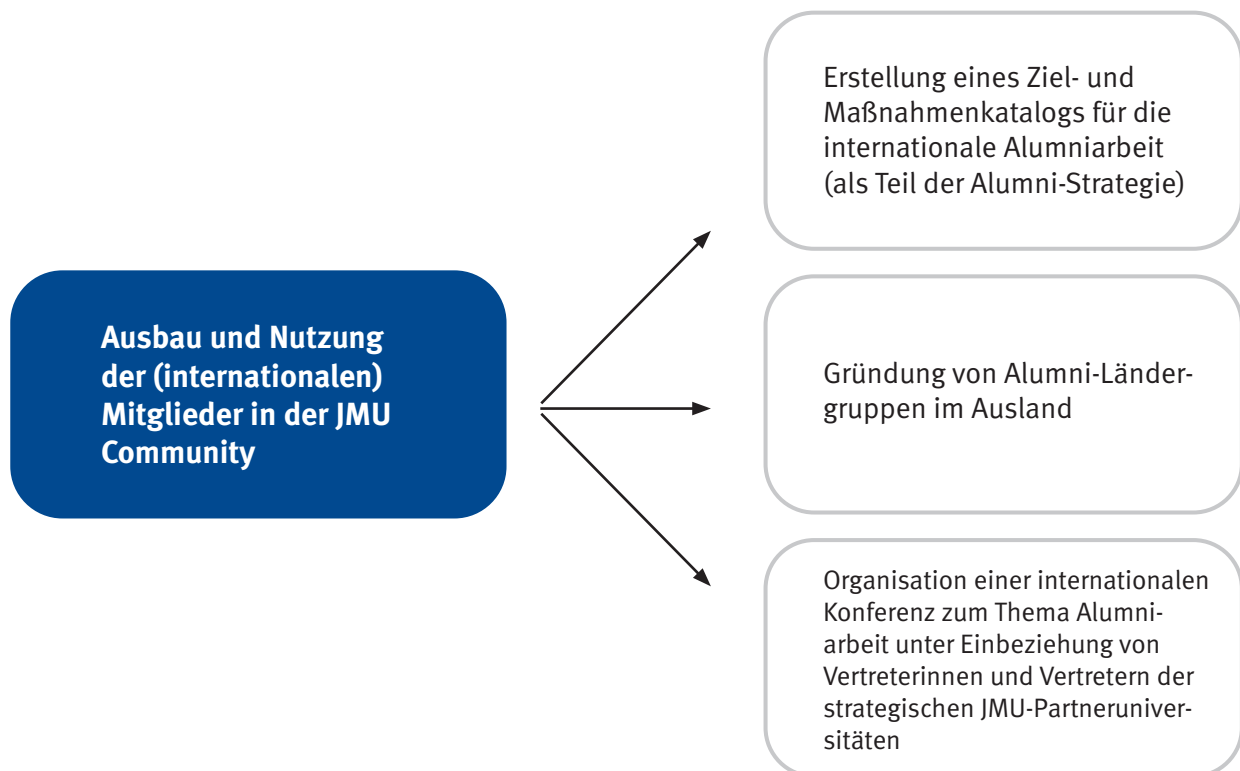 Ausbau und Nutzung
der (internationalen)
Mitglieder in der JMU
Community
Erstellung eines Ziel- und
Maßnahmenkatalogs für die
internationale Alumniarbeit
(als Teil der Alumni-Strategie)
Gründung von Alumni-Länder-
gruppen im Ausland
Organisation einer internationalen
Konferenz zum Thema Alumni-
arbeit unter Einbeziehung von
Vertreterinnen und Vertretern der
strategischen JMU-Partneruniver-
sitäten